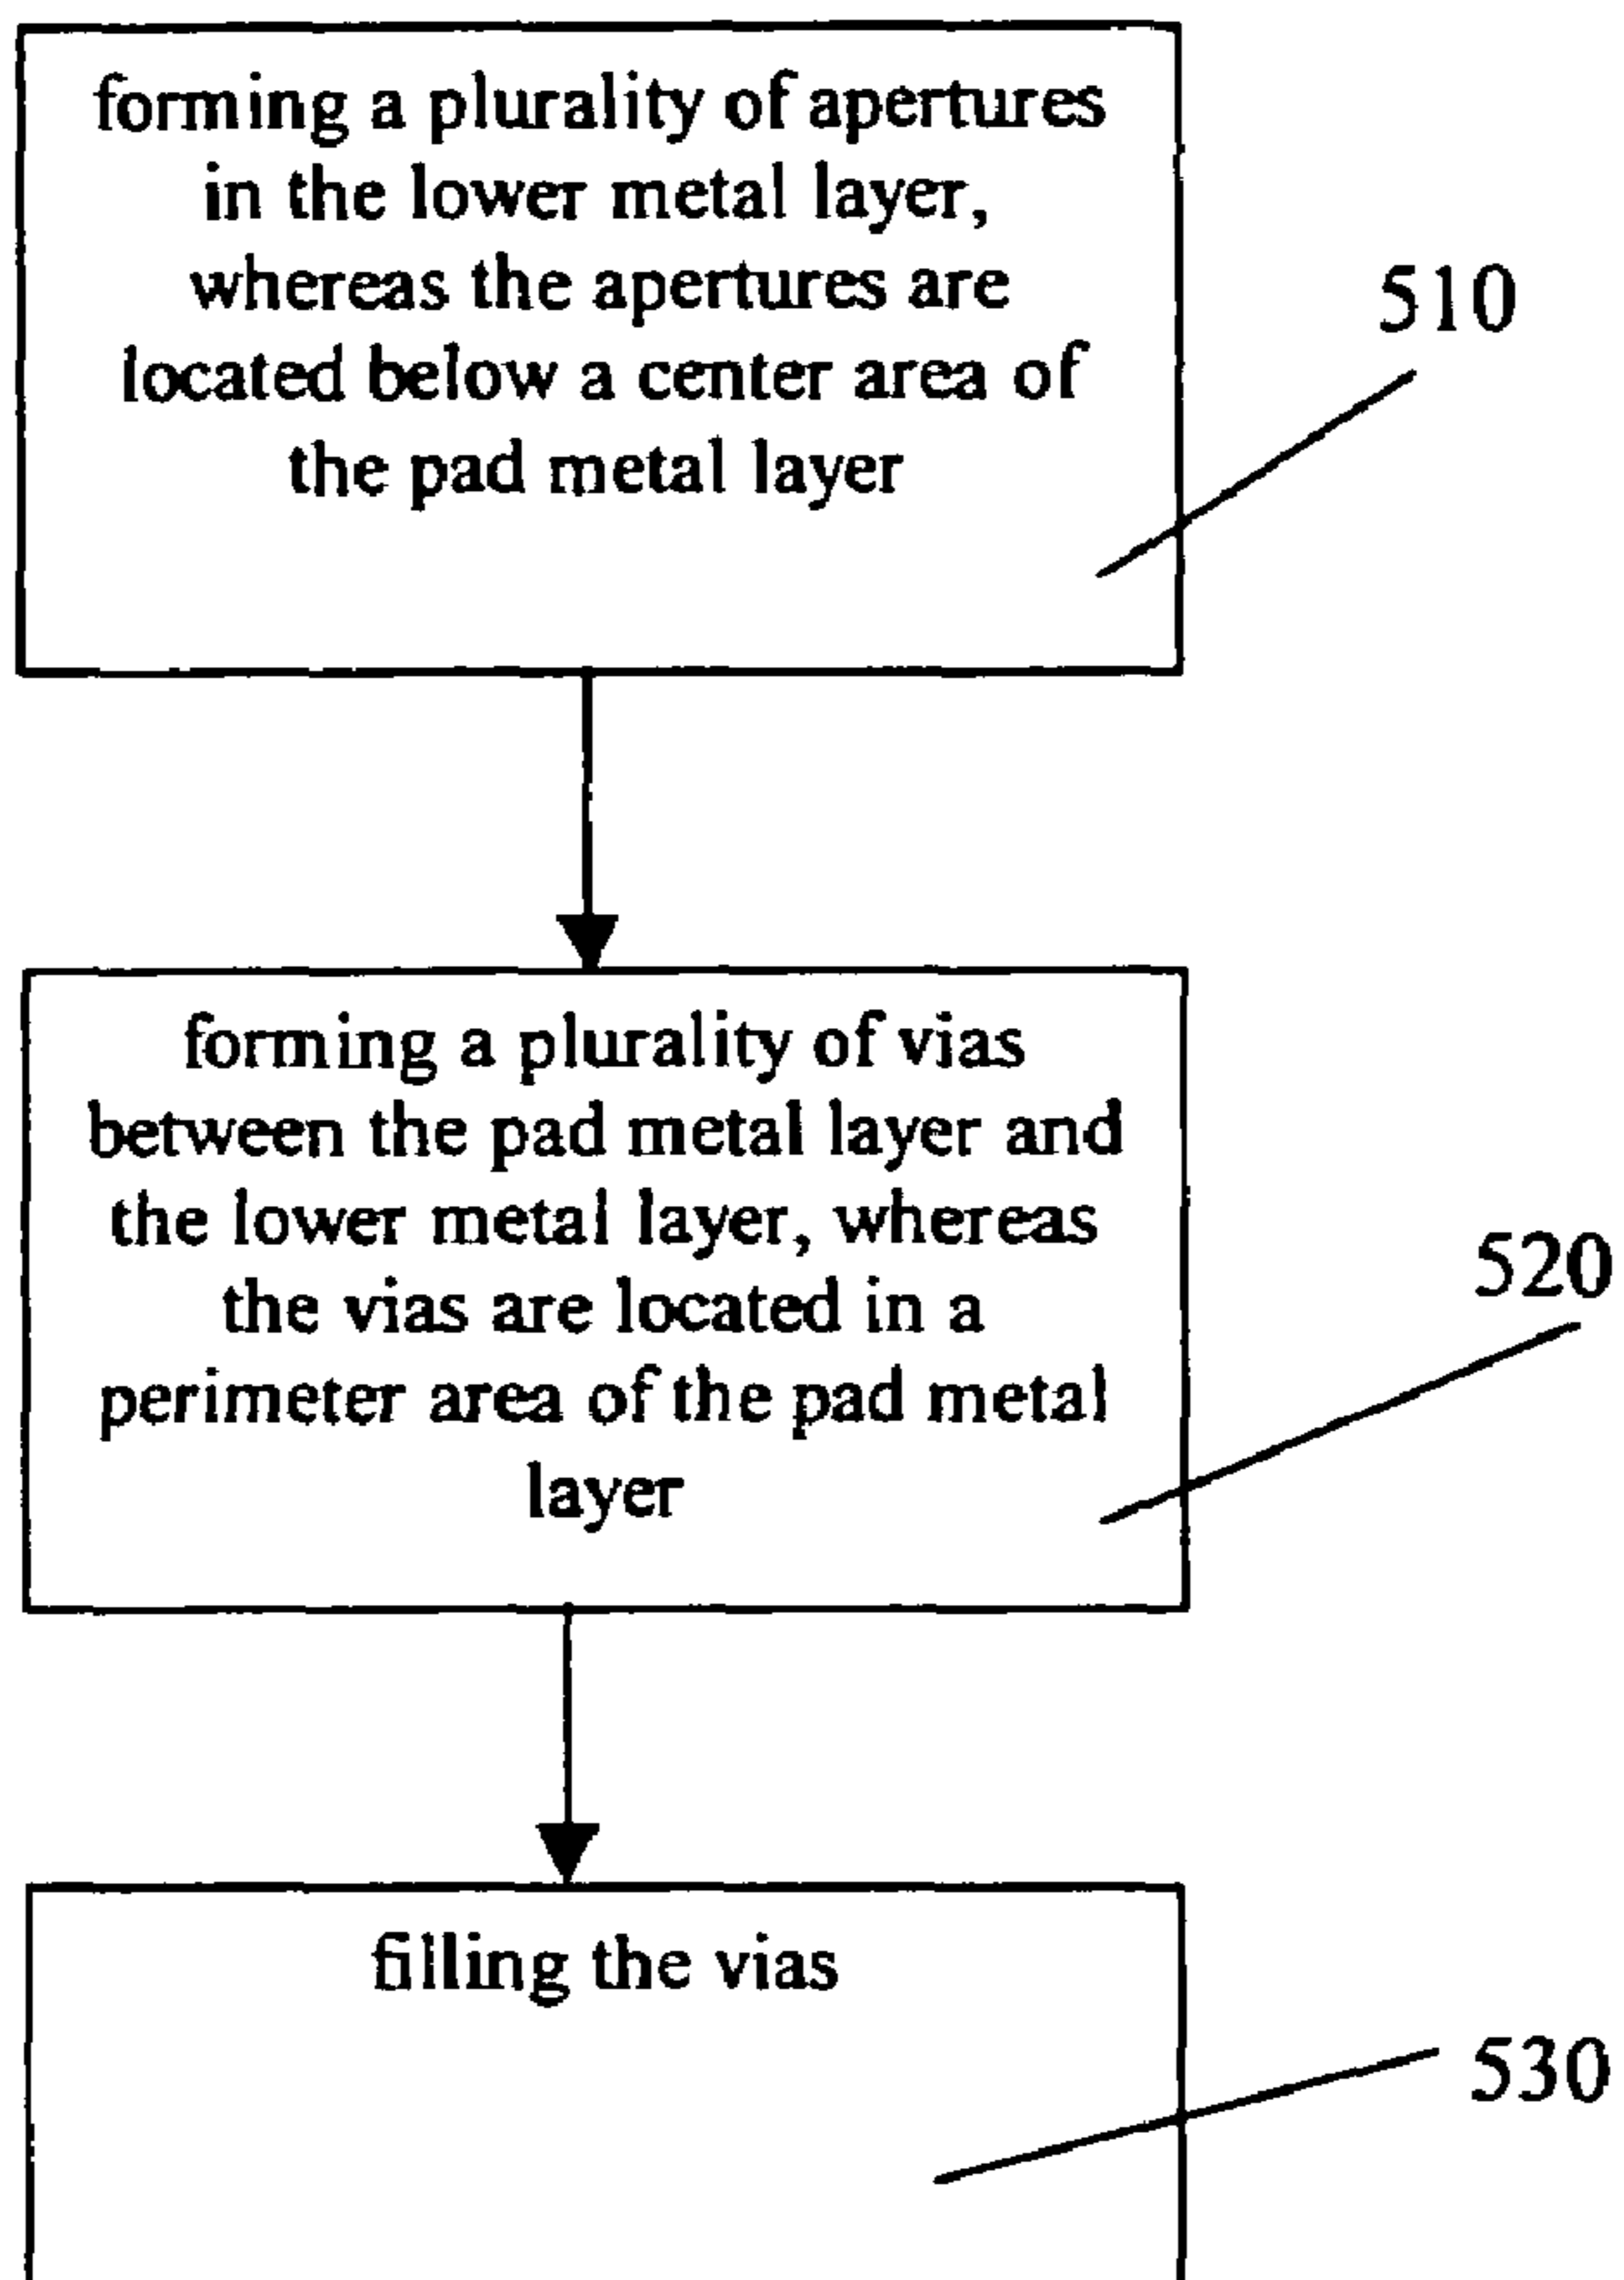 forming a plurality of apertures
in the lower metal layer,
whereas the apertures are
located below a center area of
the pad metal layer
510
forming a plurality of vias
between the pad metal layer and
the lower metal layer, whereas
the vias are located in a
perimeter area of the pad metal
layer
520
filling the vias
530